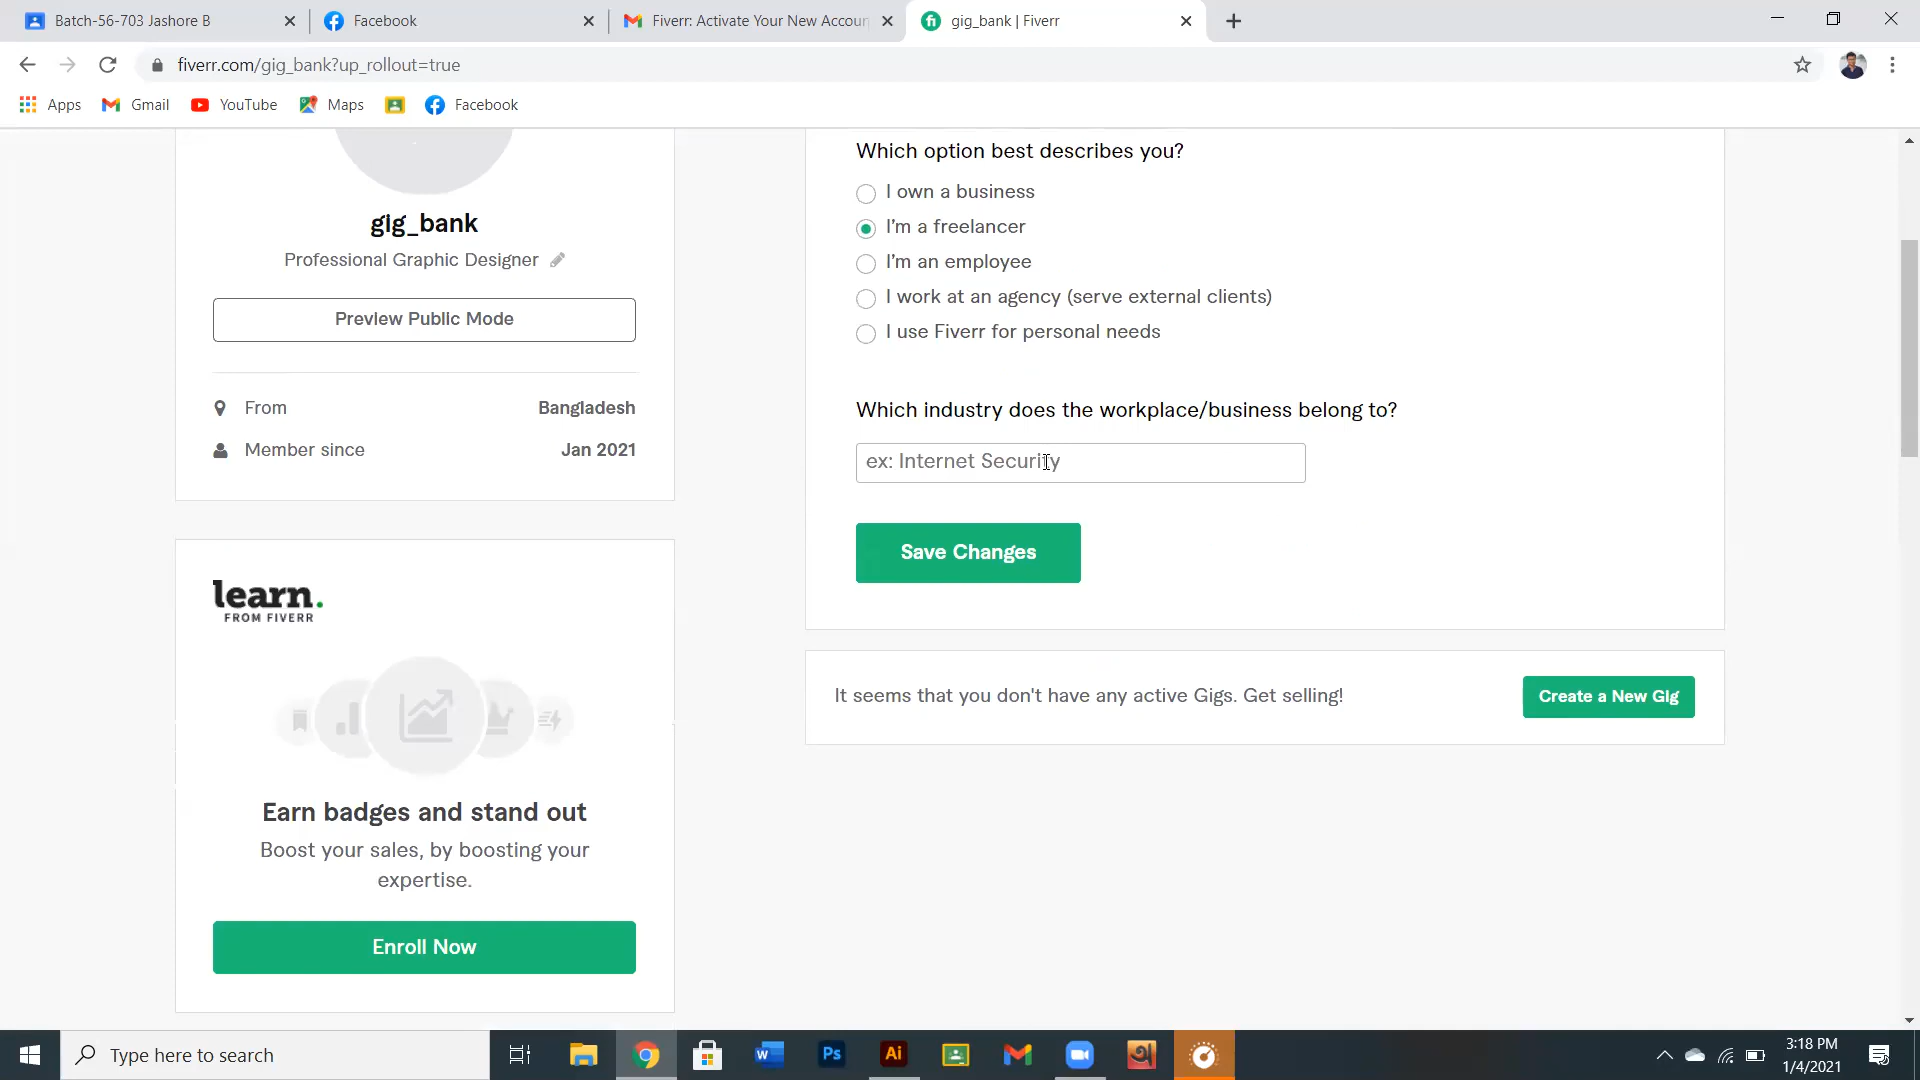 Batch-56-703 Jashore B
Facebook
Fiverr: Activate Your New Accoun
gig_bank | Fiverr
fiverr.com/gig_bank?up_rollout=true
Apps
Gmail
YouTube
Maps
Facebook
gig_bank
Professional Graphic Designer
Preview Public Mode
From Bangladesh
Member since Jan 2021
learn.
FROM FIVERR
Earn badges and stand out
Boost your sales, by boosting your
expertise.
Enroll Now
Which option best describes you?
I own a business
I'm a freelancer
I'm an employee
I work at an agency (serve external clients)
I use Fiverr for personal needs
Which industry does the workplace/business belong to?
ex: Internet Security
Save Changes
It seems that you don't have any active Gigs. Get selling!
Create a New Gig
Type here to search
W
Ps
Ai
অ
3:18 PM
1/4/2021